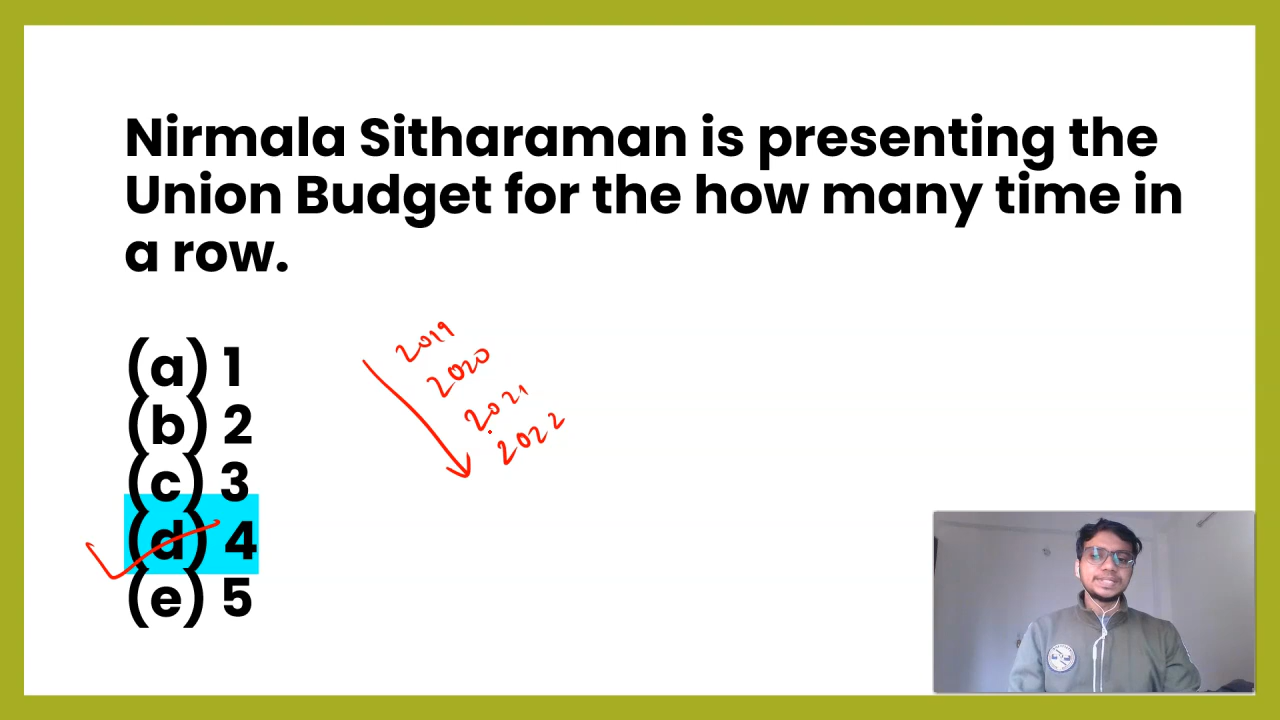 Nirmala Sitharaman is presenting the
Union Budget for the how many time in
a row.
(a) 1
(b) 2
(c) 3
(d) 4
(e) 5
2019
2020
2021
2022